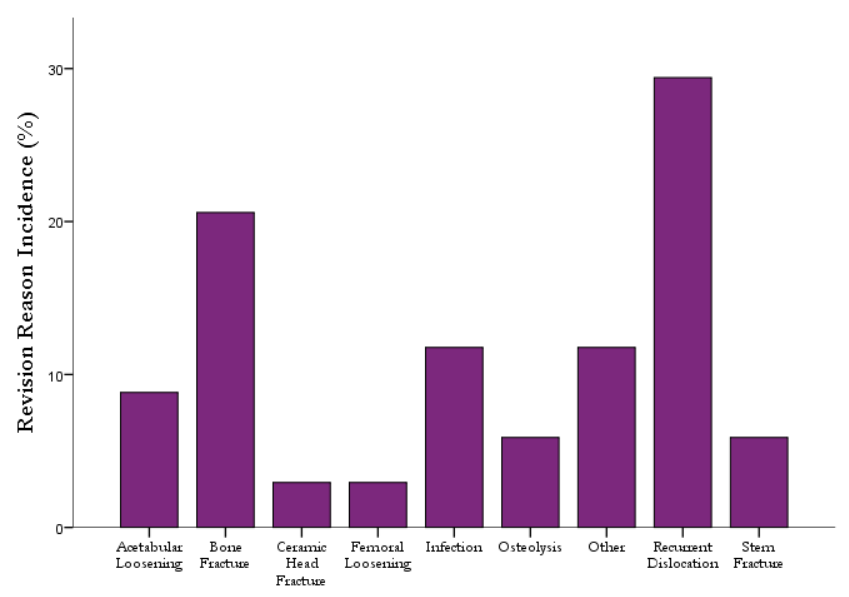 Revision Reason Incidence (%)
30
20
10
0
Acetabular
Loosening
Bone
Fracture
Ceramic
Head
Fracture
Femoral
Loosening
Infection
Osteolysis
Other
Recurrent
Dislocation
Stem
Fracture